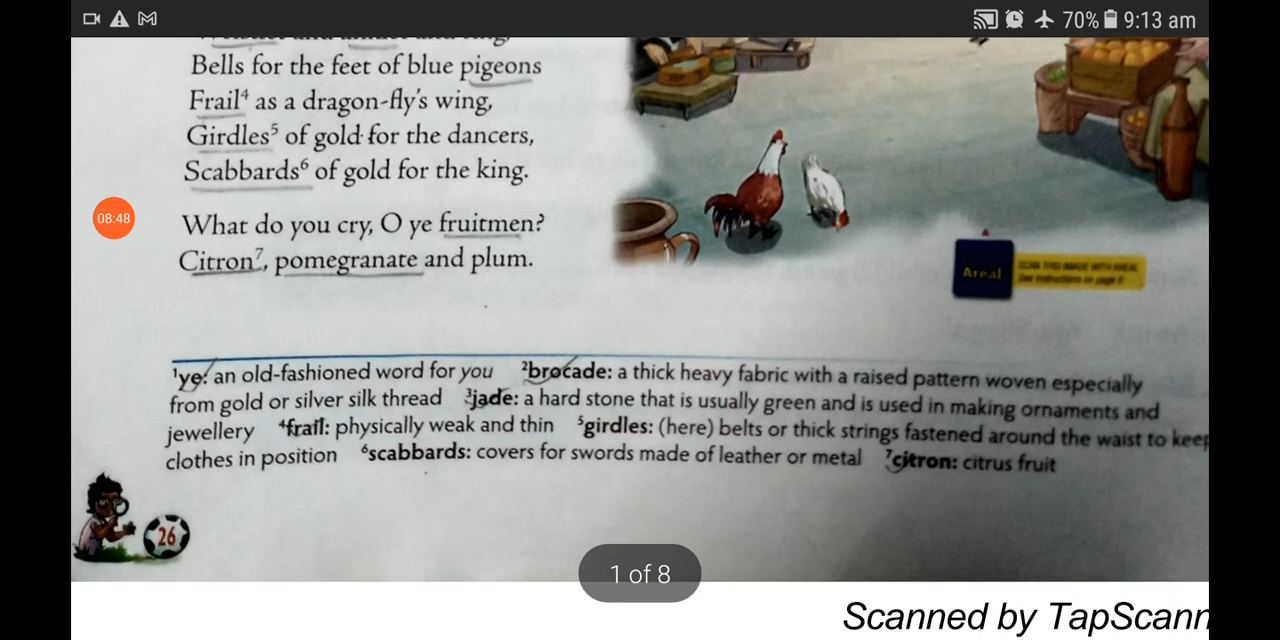 70% 9:13 am
Bells for the feet of blue pigeons
Frail⁴ as a dragon-fly's wing,
Girdles⁵ of gold for the dancers,
Scabbards⁶ of gold for the king.
08:48
What do you cry, O ye fruitmen?
Citron⁷, pomegranate and plum.
Areal
SCAN THIS IMAGE WITH AREAL
¹ye: an old-fashioned word for you ²brocade: a thick heavy fabric with a raised pattern woven especially
from gold or silver silk thread ³jade: a hard stone that is usually green and is used in making ornaments and
jewellery ⁴frail: physically weak and thin ⁵girdles: (here) belts or thick strings fastened around the waist to keep
clothes in position ⁶scabbards: covers for swords made of leather or metal ⁷citron: citrus fruit
26
1 of 8
Scanned by TapScann